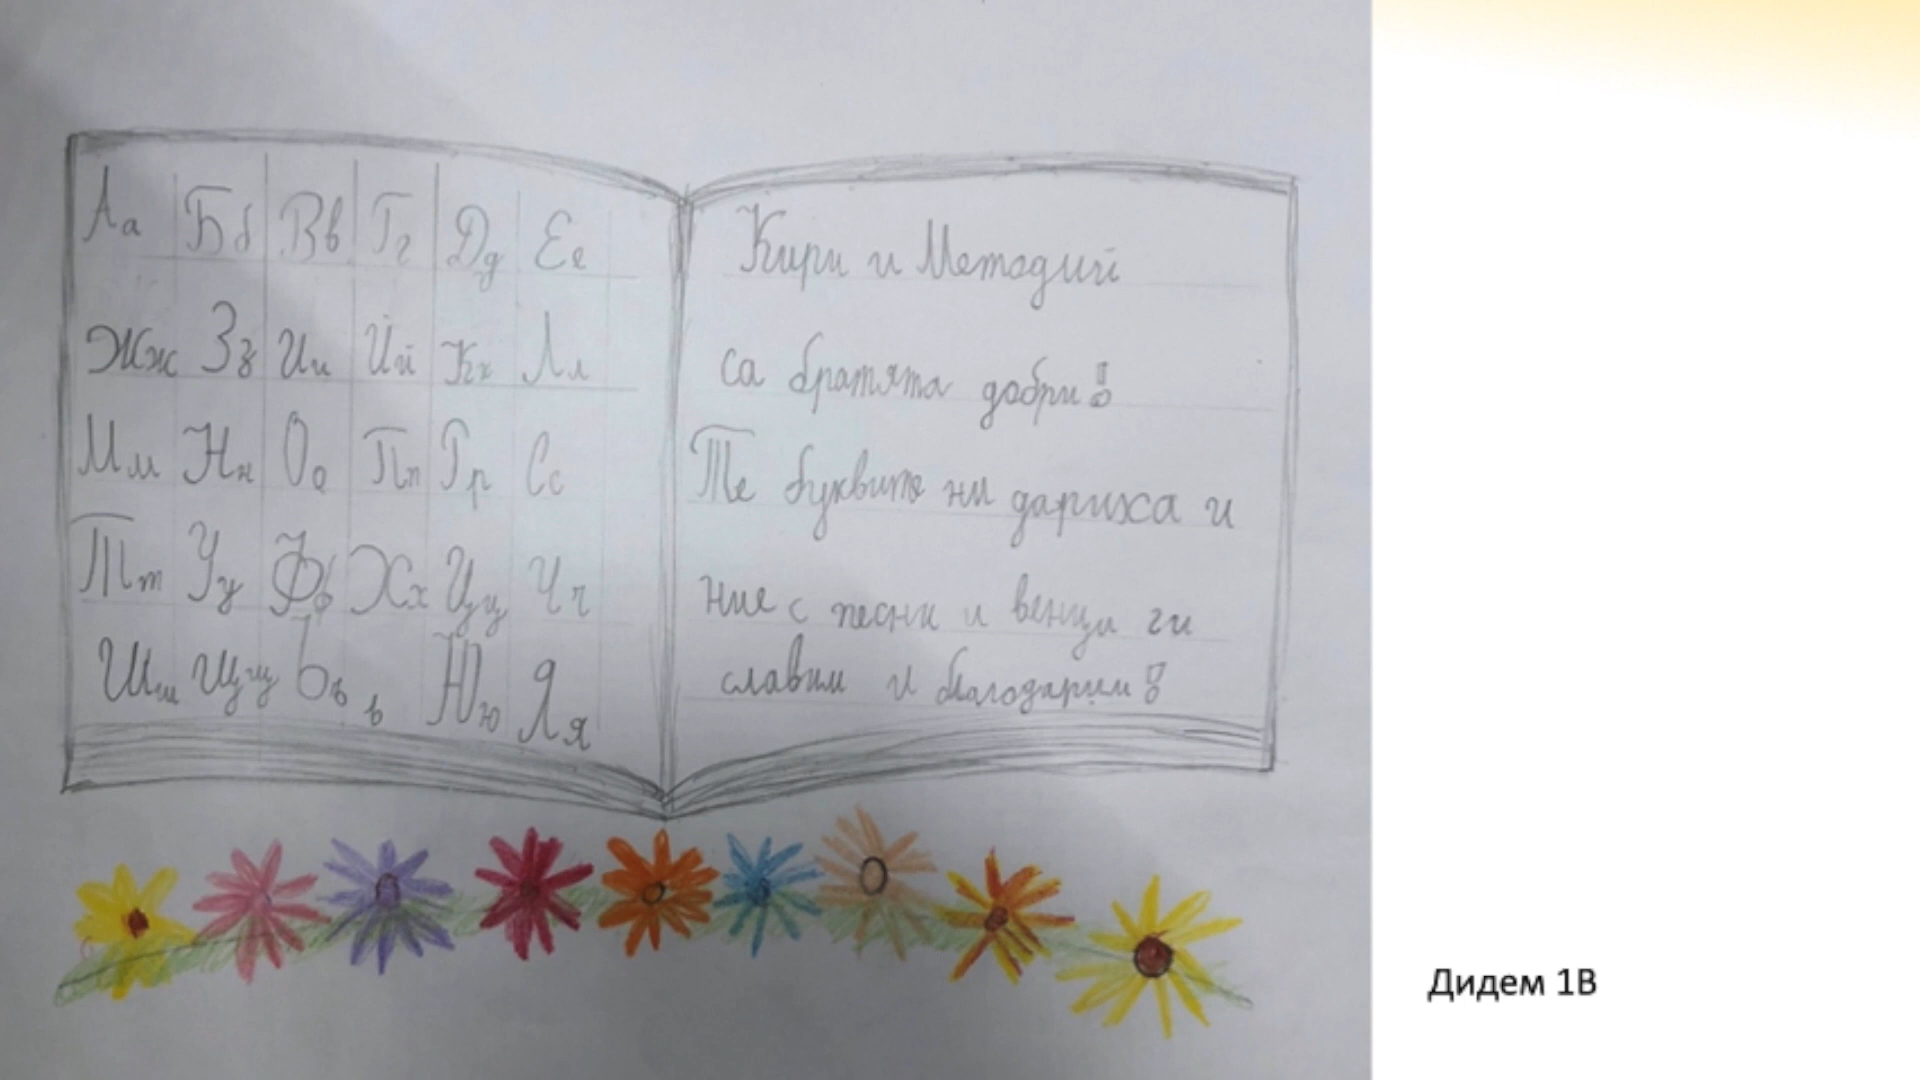 Аа Бб Вв Гг Дд Ее
Жж Зз Ии Йй Кк Лл
Мм Нн Оо Пп Рр Сс
Тт Уу Фф Хх Цц Чч
Шш Щщ Ъъ ь Юю Яя
Кири и Методий
са братята добри!
Те буквите ни дариха и
ние с песни и венци ги
славим и благодарим!
Дидем 1В